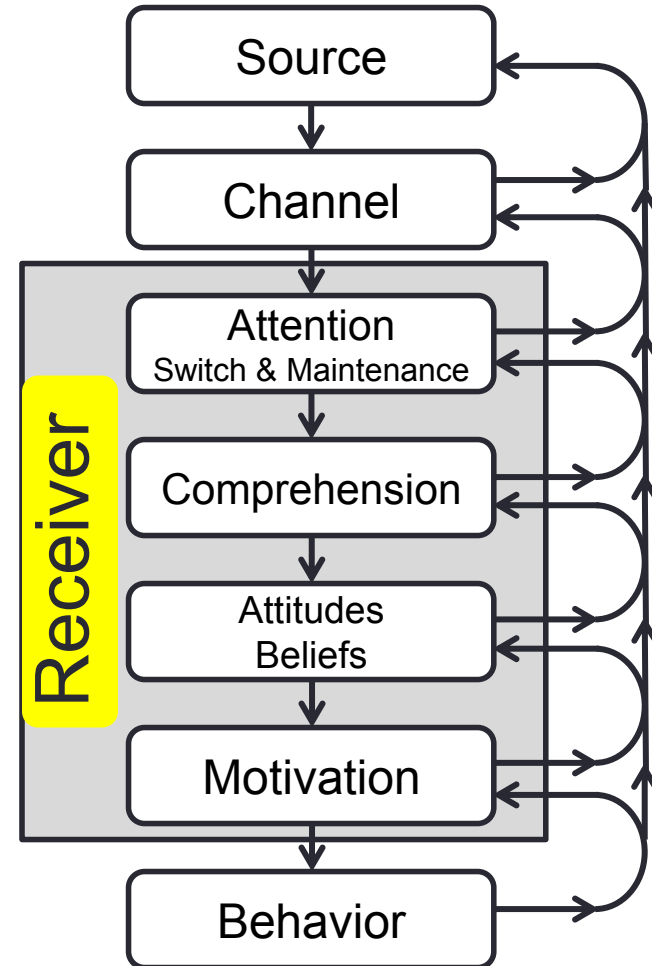 Source
Channel
Attention
Switch & Maintenance
Receiver
Comprehension
Attitudes
Beliefs
Motivation
Behavior